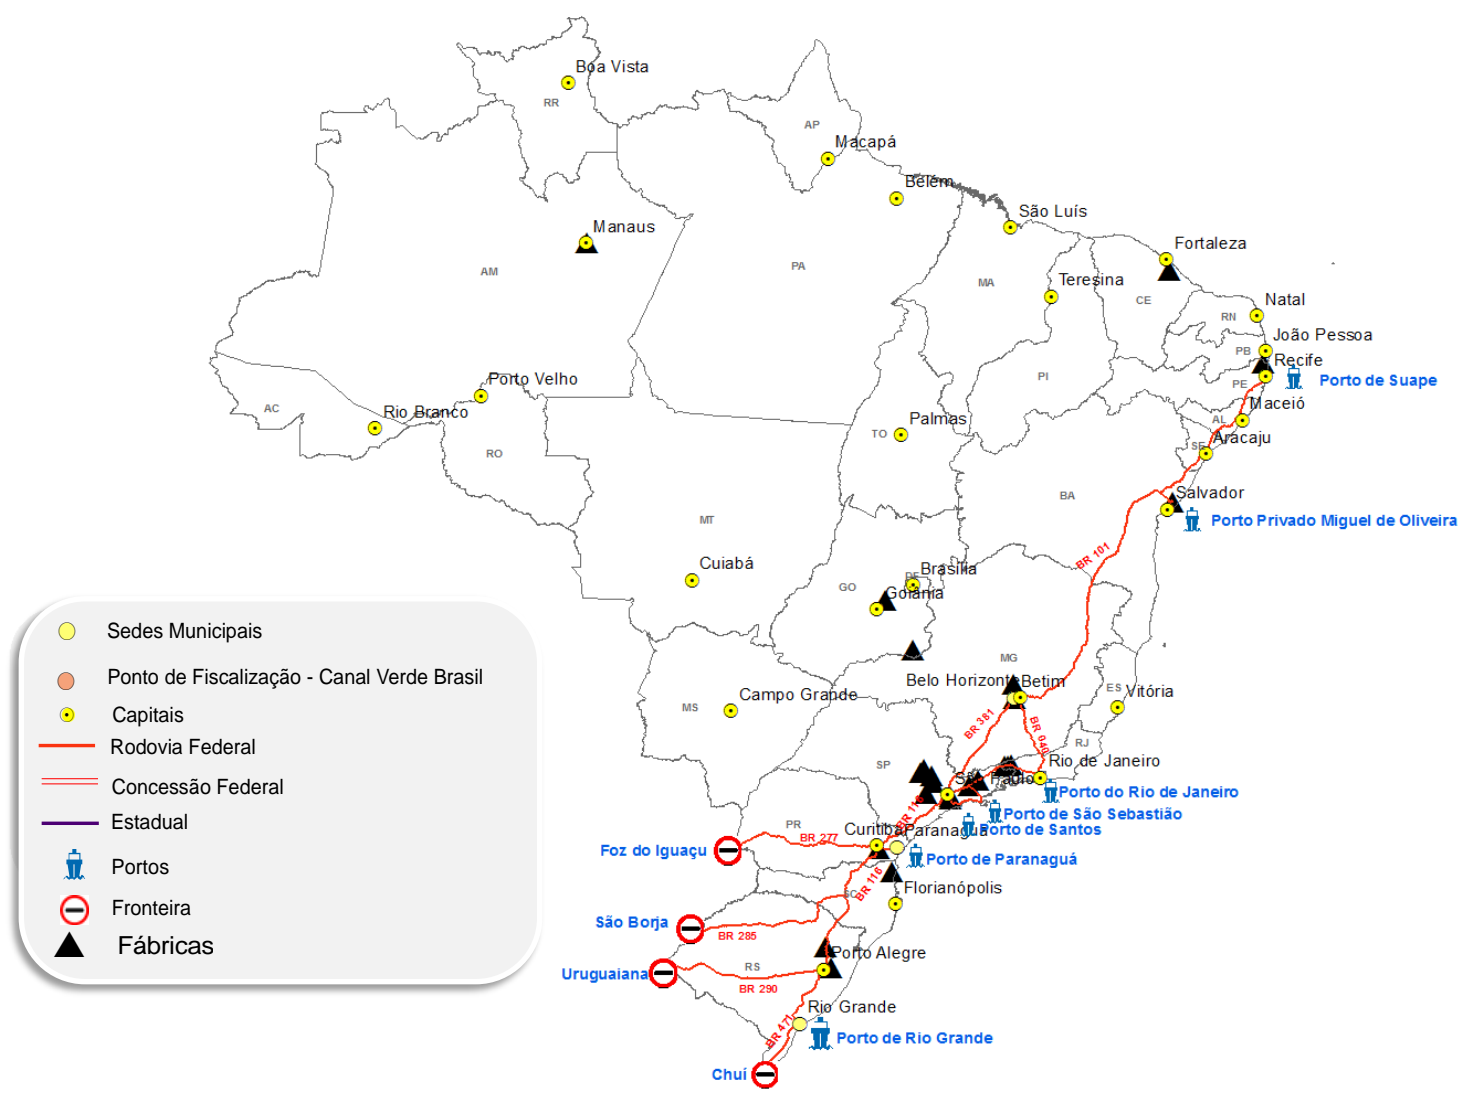 Boa Vista
RR
AP
Macapá
Belém
São Luís
Manaus
Fortaleza
AM
PA
MA
Teresina
CE
Natal
RN
João Pessoa
PB
Recife
Porto Velho
PI
PE
Porto de Suape
AC
Rio Branco
Palmas
Maceió
AL
TO
Aracaju
SE
RO
BA
Salvador
MT
Porto Privado Miguel de Oliveira
BR 101
Cuiabá
Brasília
DF
GO
Goiânia
Sedes Municipais
Ponto de Fiscalização - Canal Verde Brasil
Capitais
Rodovia Federal
Concessão Federal
Estadual
Portos
Fronteira
Fábricas
MG
Belo Horizonte
Betim
ES
Vitória
Campo Grande
MS
BR 381
BR 040
RJ
Rio de Janeiro
SP
São Paulo
Porto do Rio de Janeiro
BR 116
Porto de São Sebastião
PR
Curitiba
Paranaguá
Porto de Santos
BR 277
Foz do Iguaçu
Porto de Paranaguá
BR 116
SC
Florianópolis
São Borja
BR 285
Porto Alegre
RS
Uruguaiana
BR 290
Rio Grande
BR 471
Porto de Rio Grande
Chuí